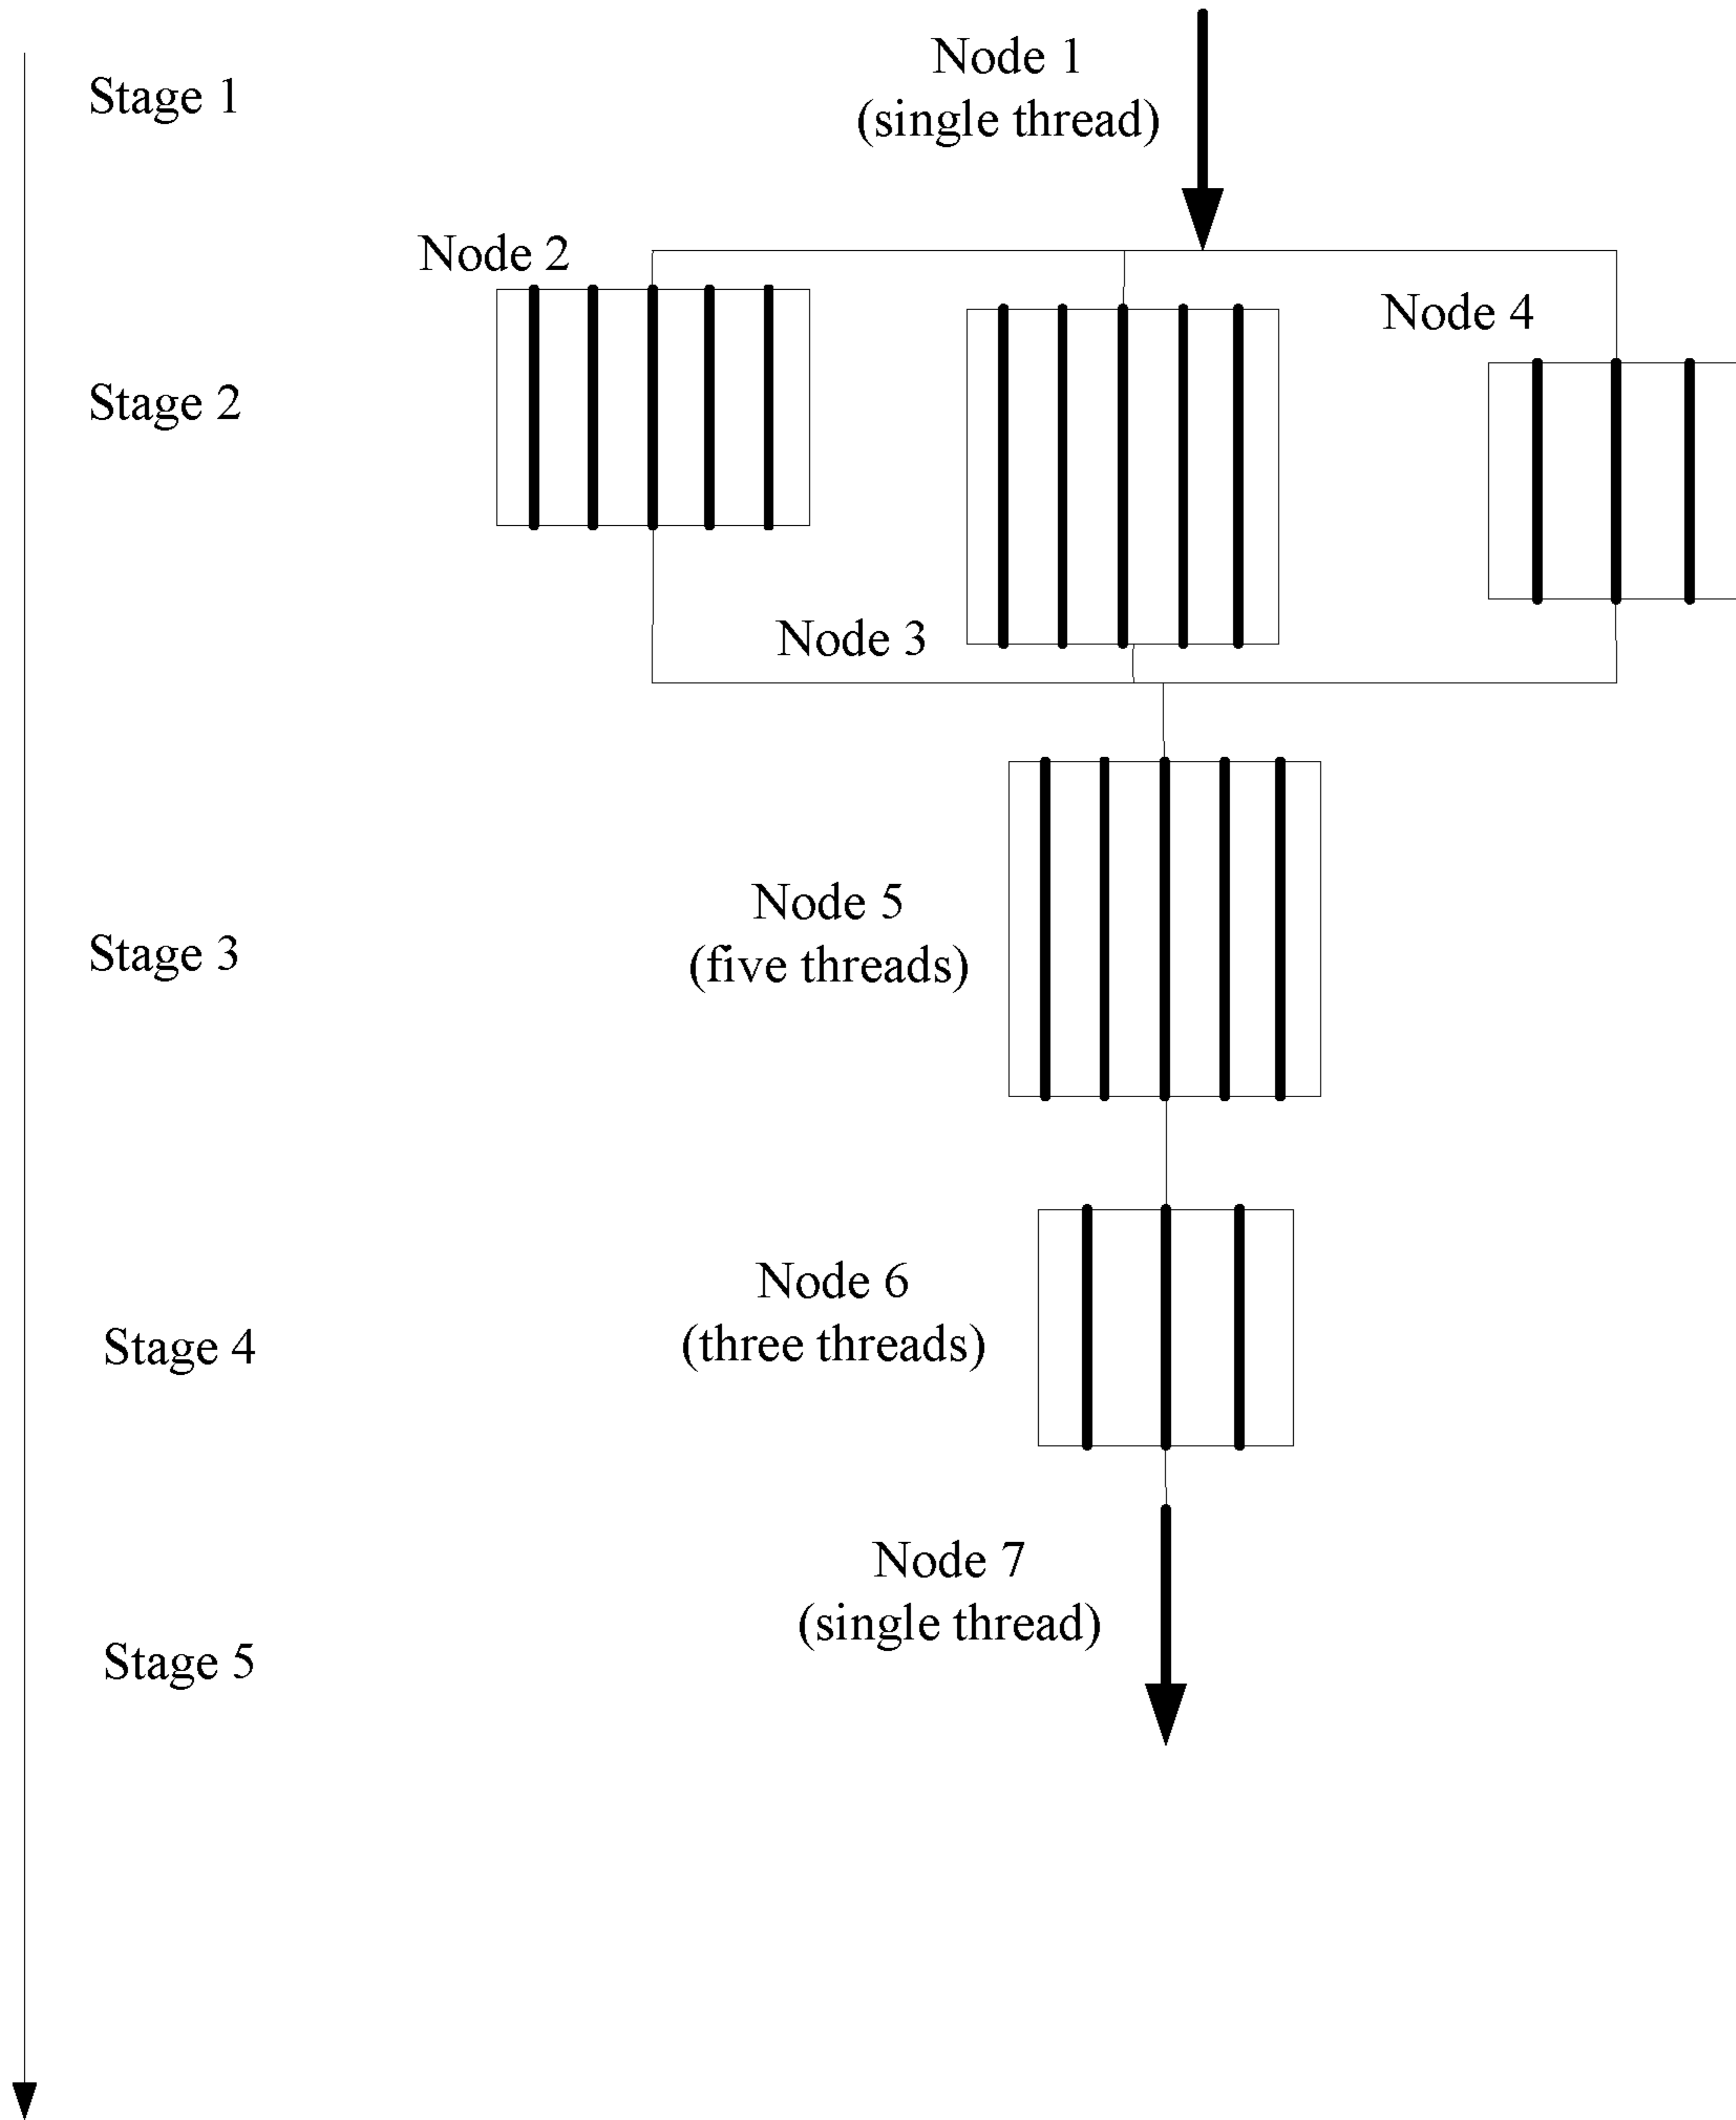 Stage 1
Node 1
(single thread)
Node 2
Node 4
Stage 2
Node 3
Stage 3
Node 5
(five threads)
Stage 4
Node 6
(three threads)
Node 7
(single thread)
Stage 5